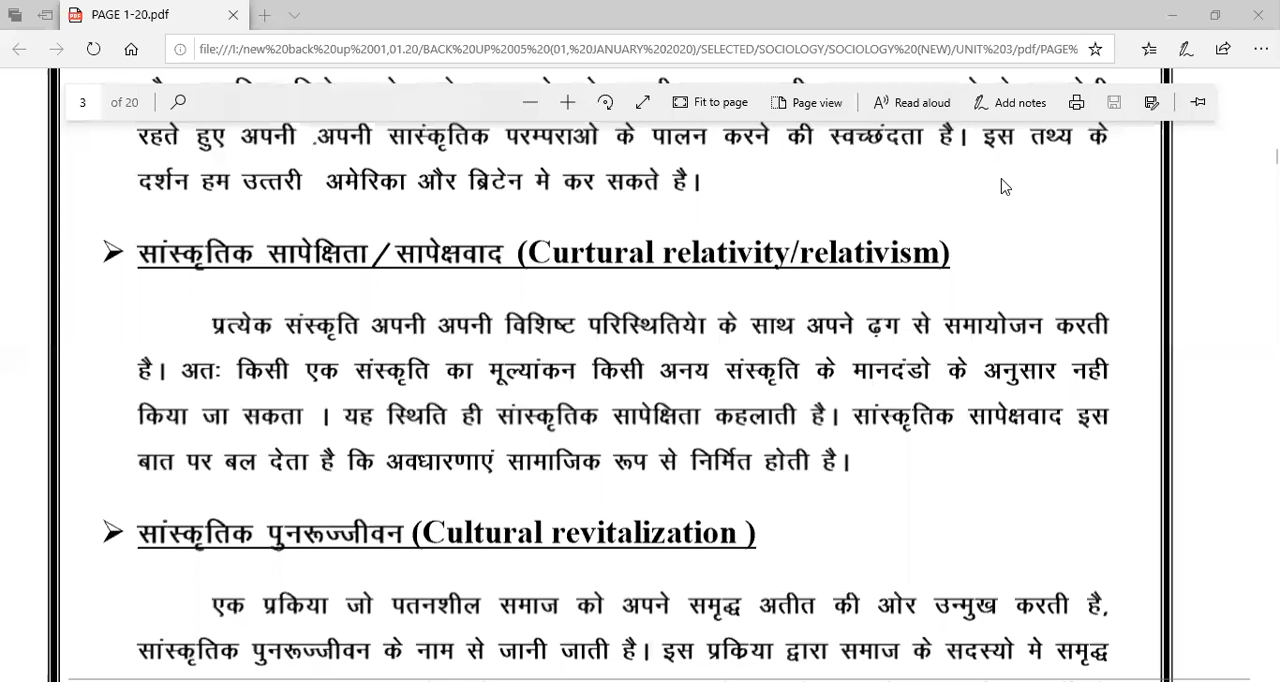 PAGE 1-20.pdf
file:///I:/new%20back%20up%2001,01.20/BACK%20UP%2005%20(01,%20JANUARY%202020)/SELECTED/SOCIOLOGY/SOCIOLOGY%20(NEW)/UNIT%203/pdf/PAGE%
3 of 20 Fit to page Page view Read aloud Add notes
रहते हुए अपनी .अपनी सांस्कृतिक परम्पराओ के पालन करने की स्वच्छंदता है। इस तथ्य के
दर्शन हम उत्तरी अमेरिका और ब्रिटेन मे कर सकते है।
➢ सांस्कृतिक सापेक्षिता/सापेक्षवाद (Curtural relativity/relativism)
प्रत्येक संस्कृति अपनी अपनी विशिष्ट परिस्थितियेा के साथ अपने ढ़ग से समायोजन करती
है। अतः किसी एक संस्कृति का मूल्यांकन किसी अनय संस्कृति के मानदंडो के अनुसार नही
किया जा सकता । यह स्थिति ही सांस्कृतिक सापेक्षिता कहलाती है। सांस्कृतिक सापेक्षवाद इस
बात पर बल देता है कि अवधारणाएं सामाजिक रूप से निर्मित होती है।
➢ सांस्कृतिक पुनरूज्जीवन (Cultural revitalization )
एक प्रकिया जो पतनशील समाज को अपने समृद्ध अतीत की ओर उन्मुख करती है,
सांस्कृतिक पुनरूज्जीवन के नाम से जानी जाती है। इस प्रकिया द्वारा समाज के सदस्यो मे समृद्ध